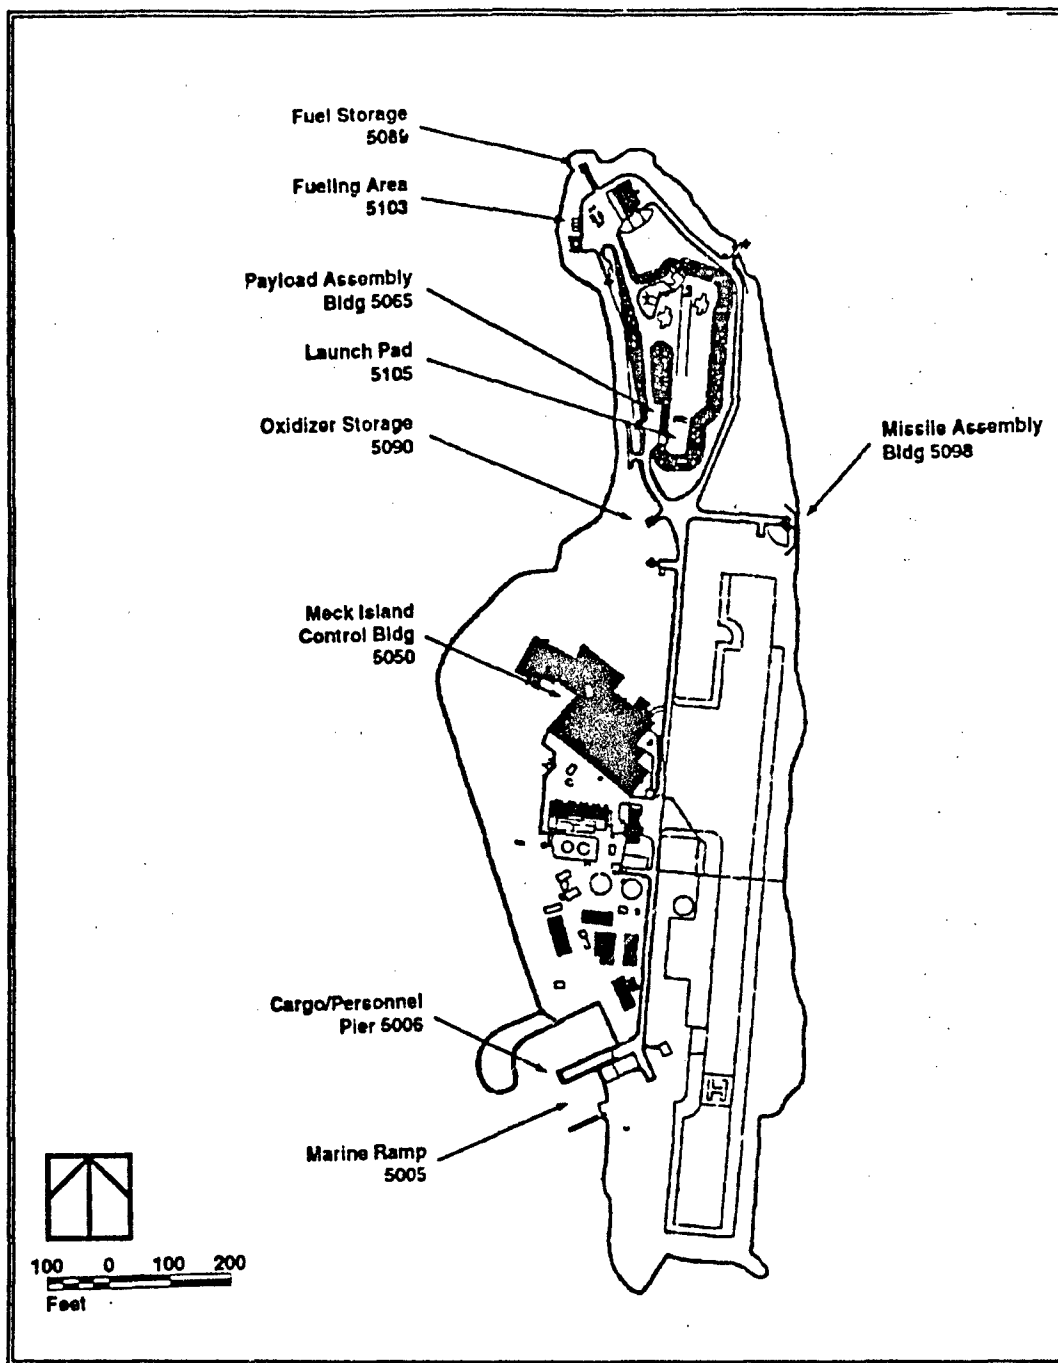 Fuel Storage
5089
Fueling Area
5103
Payload Assembly
Bldg 5065
Launch Pad
5105
Oxidizer Storage
5090
Missile Assembly
Bldg 5098
Meck Island
Control Bldg
5050
Cargo/Personnel
Pier 5006
Marine Ramp
5005
100 0 100 200
Feet